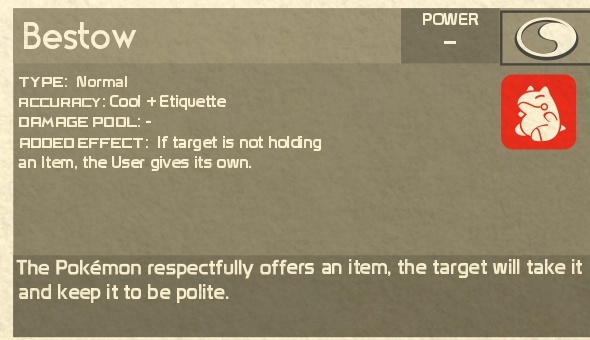 Bestow
POWER
–
TYPE: Normal
ACCURACY: Cool + Etiquette
DAMAGE POOL: -
ADDED EFFECT: If target is not holding
an Item, the User gives its own.
The Pokémon respectfully offers an item, the target will take it
and keep it to be polite.